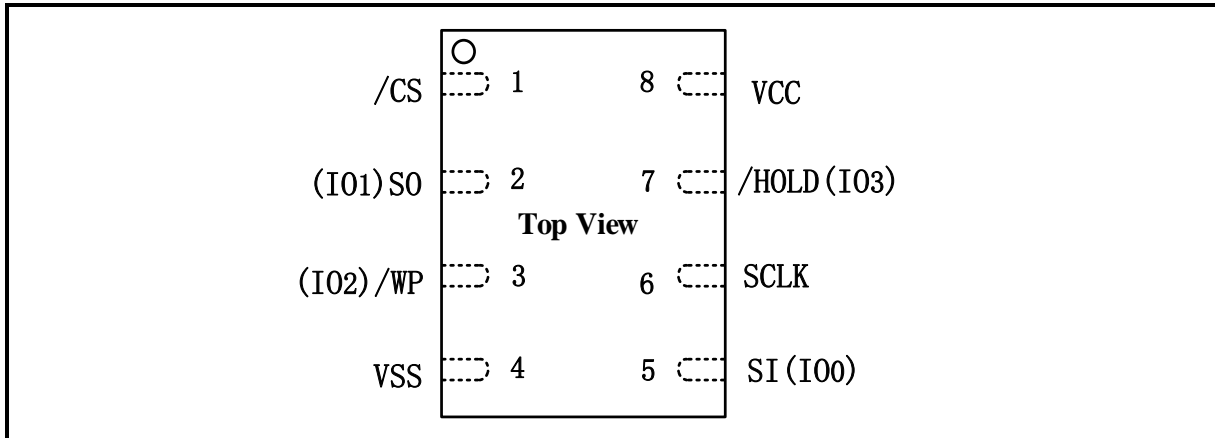 /CS 1 8 VCC
(IO1)SO 2 7 /HOLD(IO3)
Top View
(IO2)/WP 3 6 SCLK
VSS 4 5 SI(IO0)